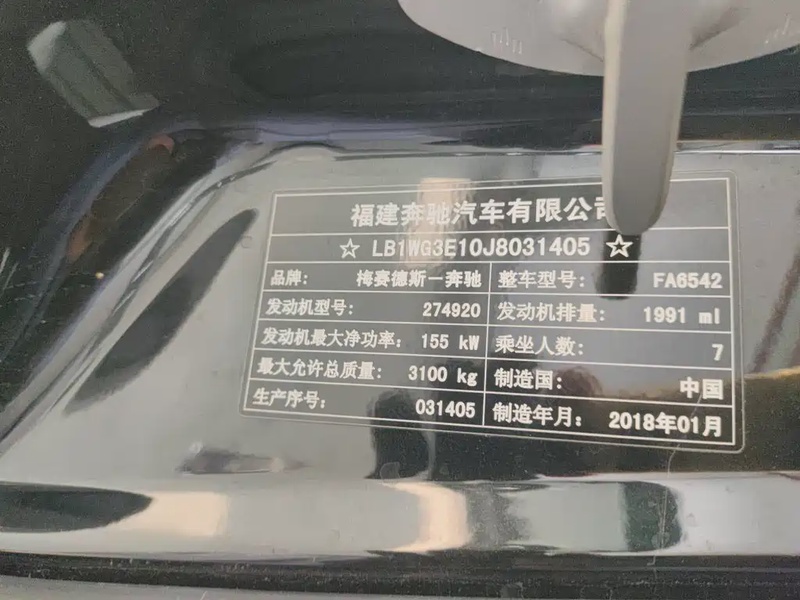 福建奔驰汽车有限公司
☆ LB1WG3E10J8031405 ☆
品牌: 梅赛德斯一奔驰 整车型号: FA6542
发动机型号: 274920 发动机排量: 1991 ml
发动机最大净功率: 155 kW 乘坐人数: 7
最大允许总质量: 3100 kg 制造国: 中国
生产序号: 031405 制造年月: 2018年01月